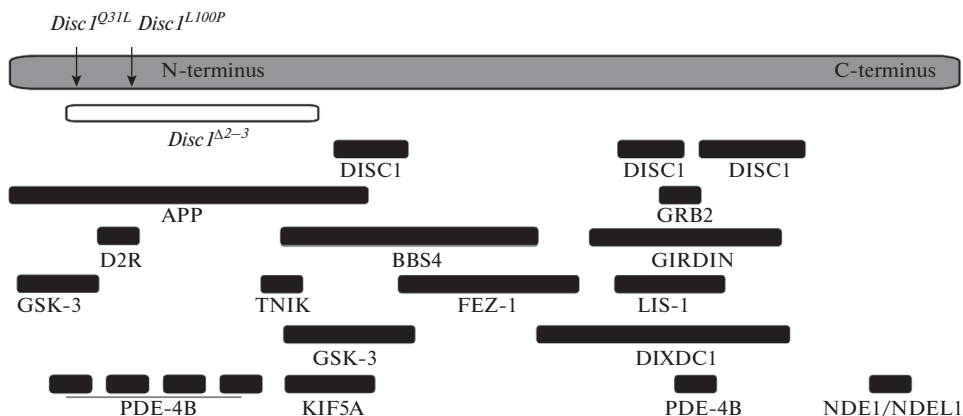 Disc1^Q31L Disc1^L100P
N-terminus C-terminus
Disc1^Δ2–3
DISC1 DISC1 DISC1
APP GRB2
D2R BBS4 GIRDIN
GSK-3 TNIK FEZ-1 LIS-1
GSK-3 DIXDC1
PDE-4B KIF5A PDE-4B NDE1/NDEL1